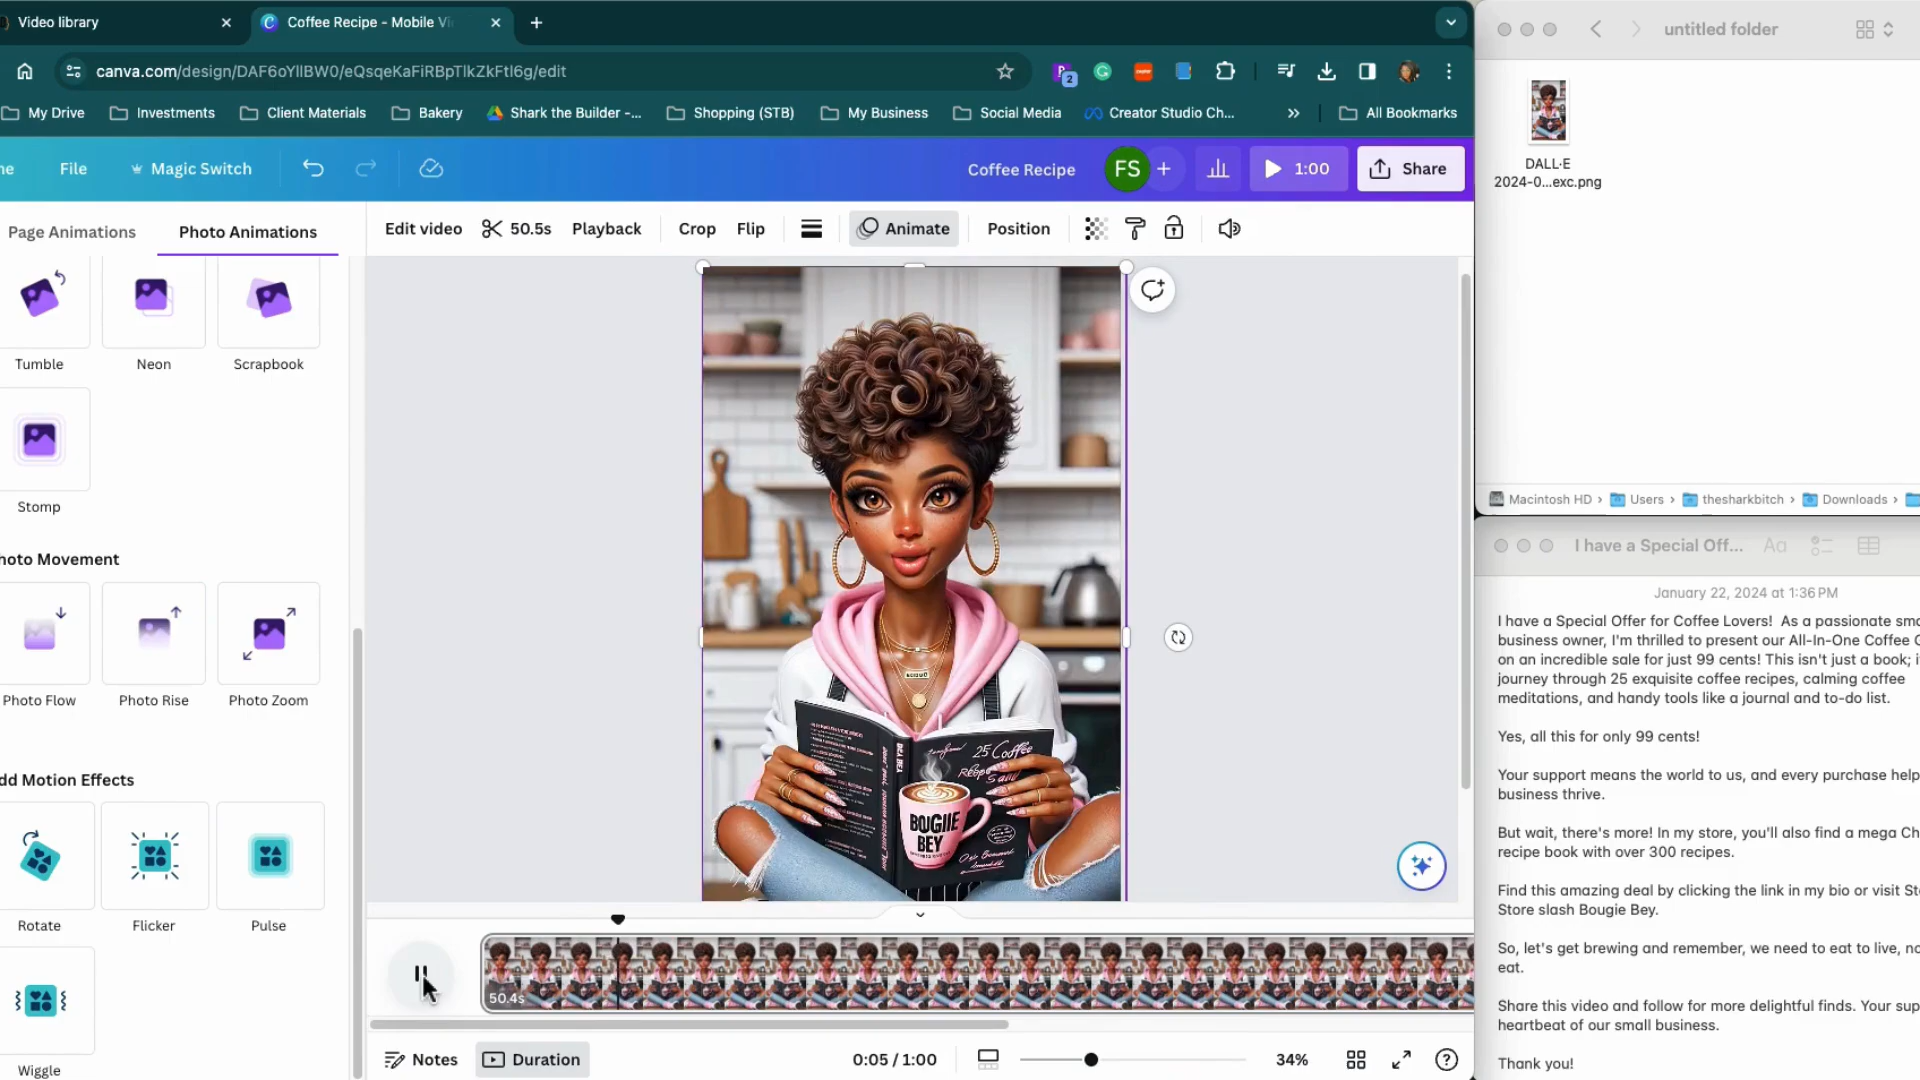 Video library
Coffee Recipe - Mobile Vi
canva.com/design/DAF6oYllBW0/eQsqeKaFiRBpTlkZkFtI6g/edit
2
My Drive
Investments
Client Materials
Bakery
Shark the Builder -...
Shopping (STB)
My Business
Social Media
Creator Studio Ch...
All Bookmarks
ne
File
Magic Switch
Coffee Recipe
FS
1:00
Share
Page Animations
Photo Animations
Edit video
50.5s
Playback
Crop
Flip
Animate
Position
Tumble
Neon
Scrapbook
Stomp
hoto Movement
Photo Flow
Photo Rise
Photo Zoom
dd Motion Effects
Rotate
Flicker
Pulse
Wiggle
25 Coffee
BOUGIE
BEY
50.4s
Notes
Duration
0:05 / 1:00
34%
untitled folder
DALL·E
2024-0...exc.png
Macintosh HD
Users
thesharkbitch
Downloads
I have a Special Off...
Aa
January 22, 2024 at 1:36 PM
I have a Special Offer for Coffee Lovers! As a passionate sma
business owner, I'm thrilled to present our All-In-One Coffee G
on an incredible sale for just 99 cents! This isn't just a book; i
journey through 25 exquisite coffee recipes, calming coffee
meditations, and handy tools like a journal and to-do list.
Yes, all this for only 99 cents!
Your support means the world to us, and every purchase help
business thrive.
But wait, there's more! In my store, you'll also find a mega Ch
recipe book with over 300 recipes.
Find this amazing deal by clicking the link in my bio or visit St
Store slash Bougie Bey.
So, let's get brewing and remember, we need to eat to live, no
eat.
Share this video and follow for more delightful finds. Your sup
heartbeat of our small business.
Thank you!